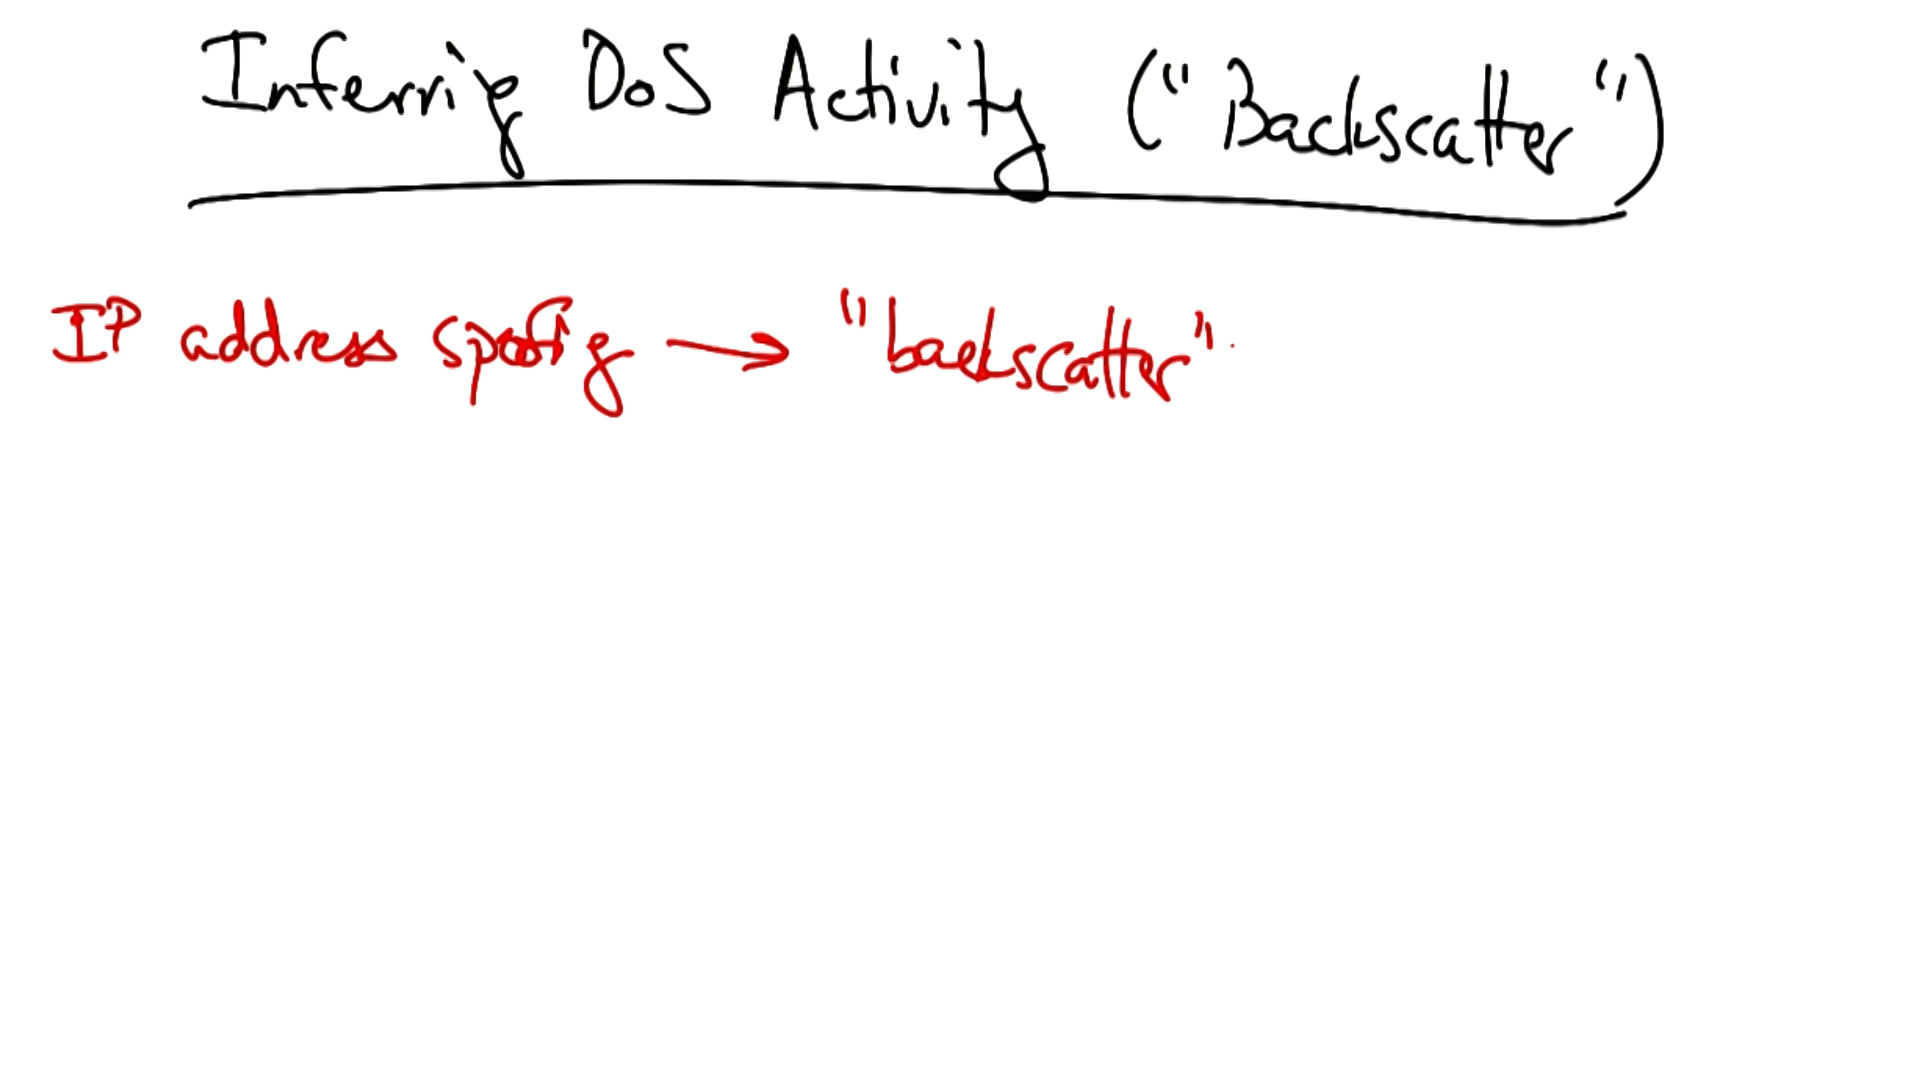 Inferring DoS Activity ("Backscatter")
IP address spoofing → "backscatter"